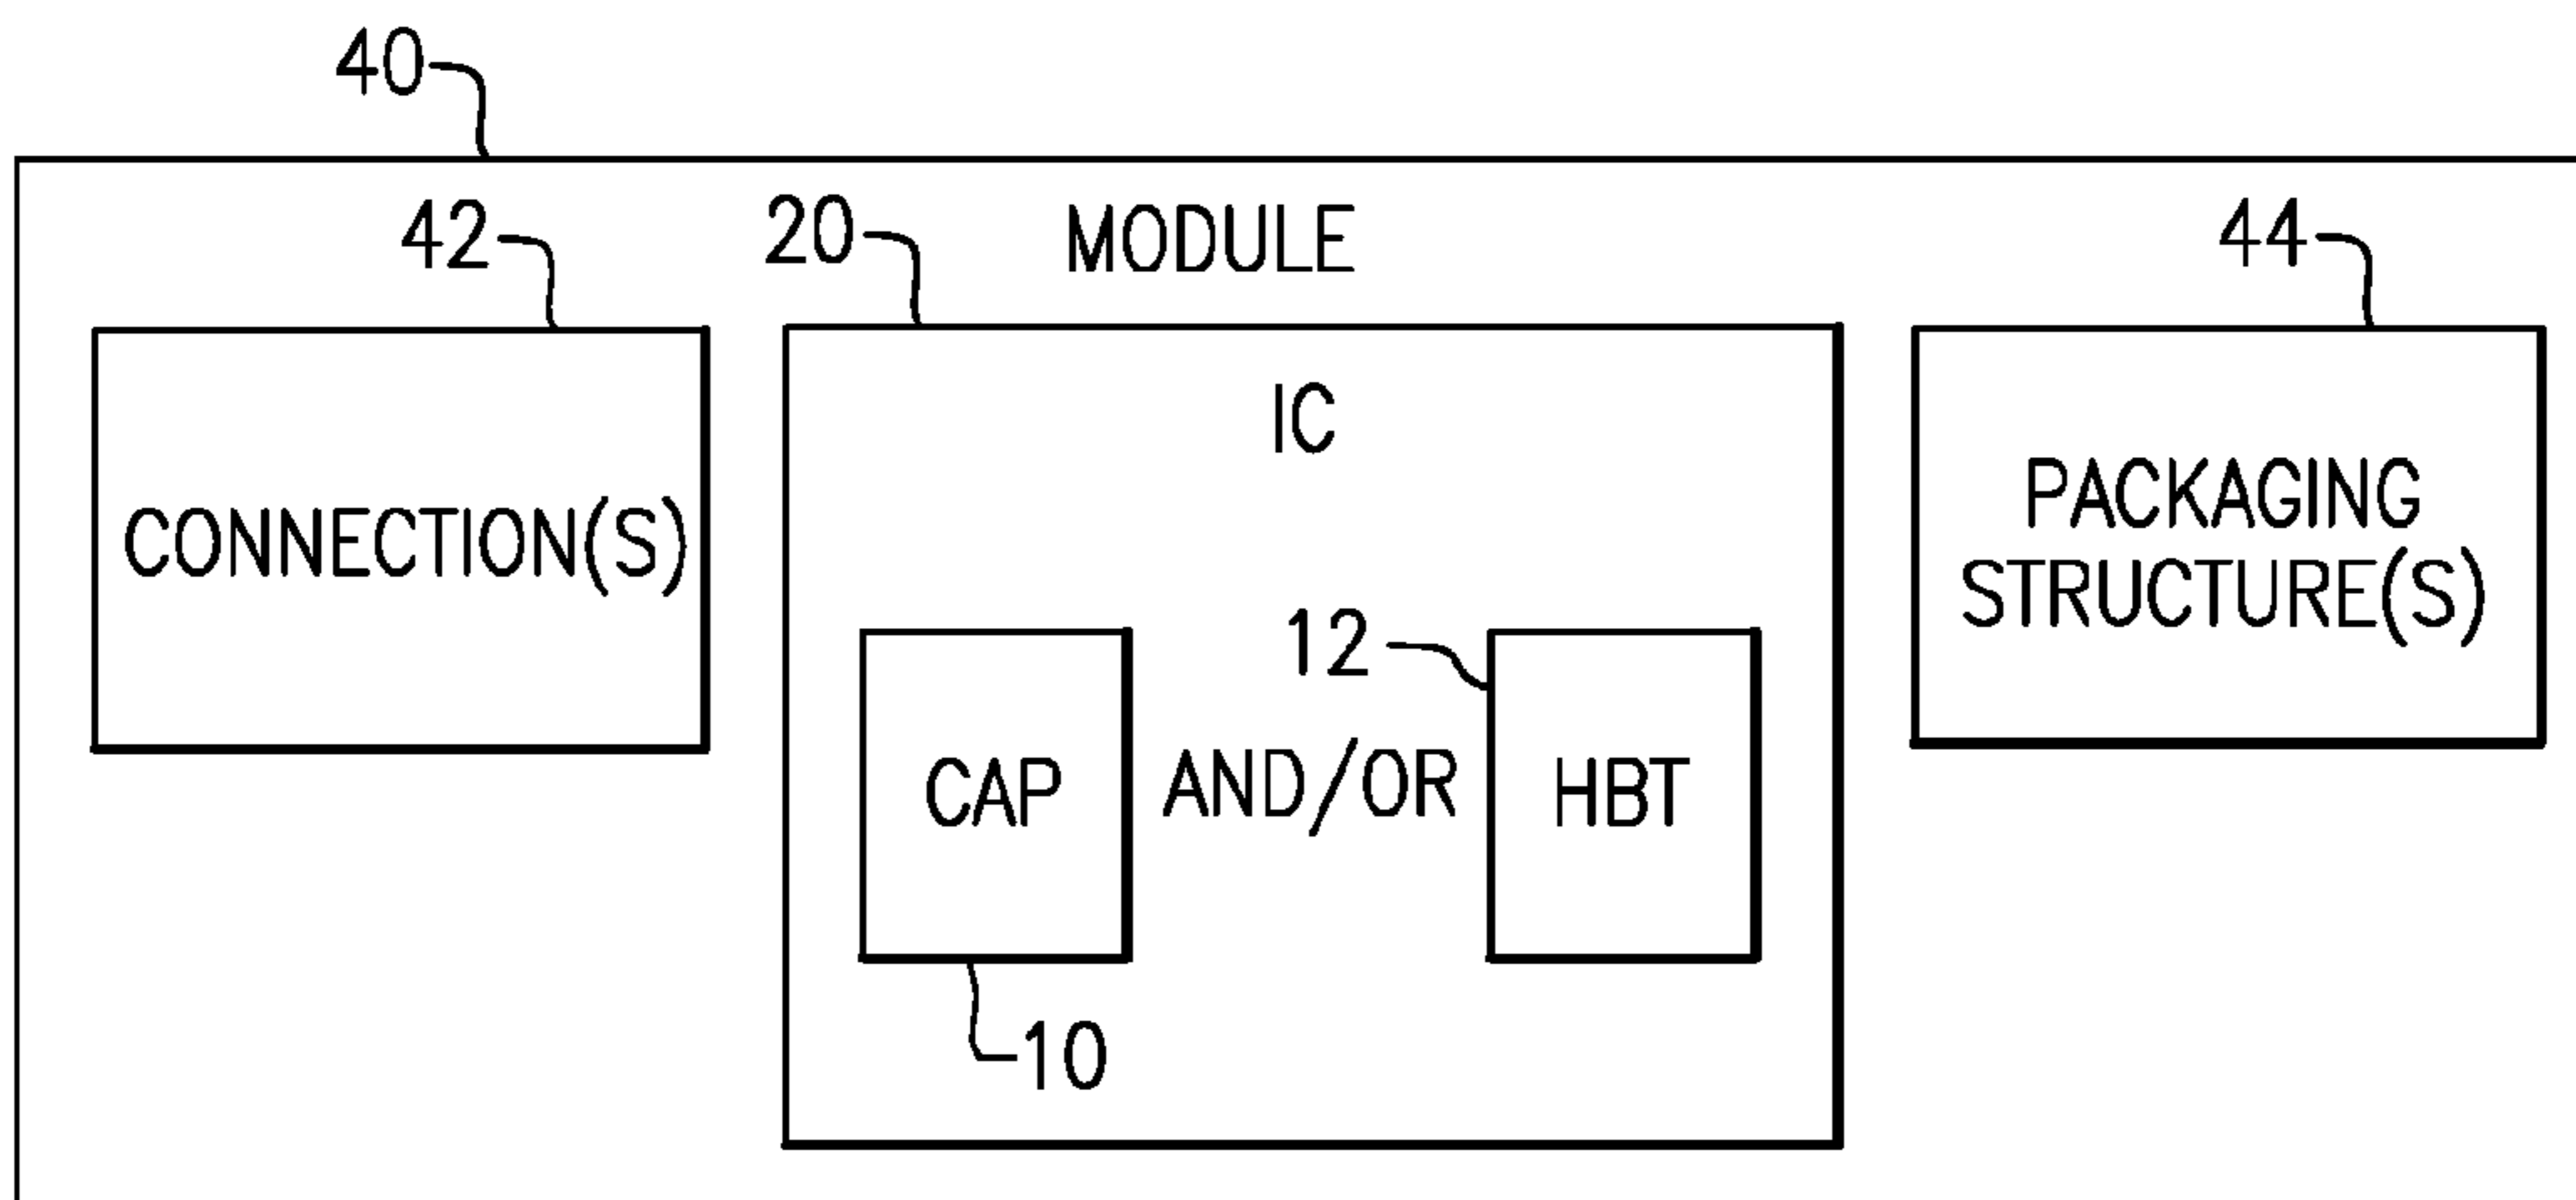 40
42
20
MODULE
44
IC
CONNECTION(S)
PACKAGING
STRUCTURE(S)
12
CAP
AND/OR
HBT
10